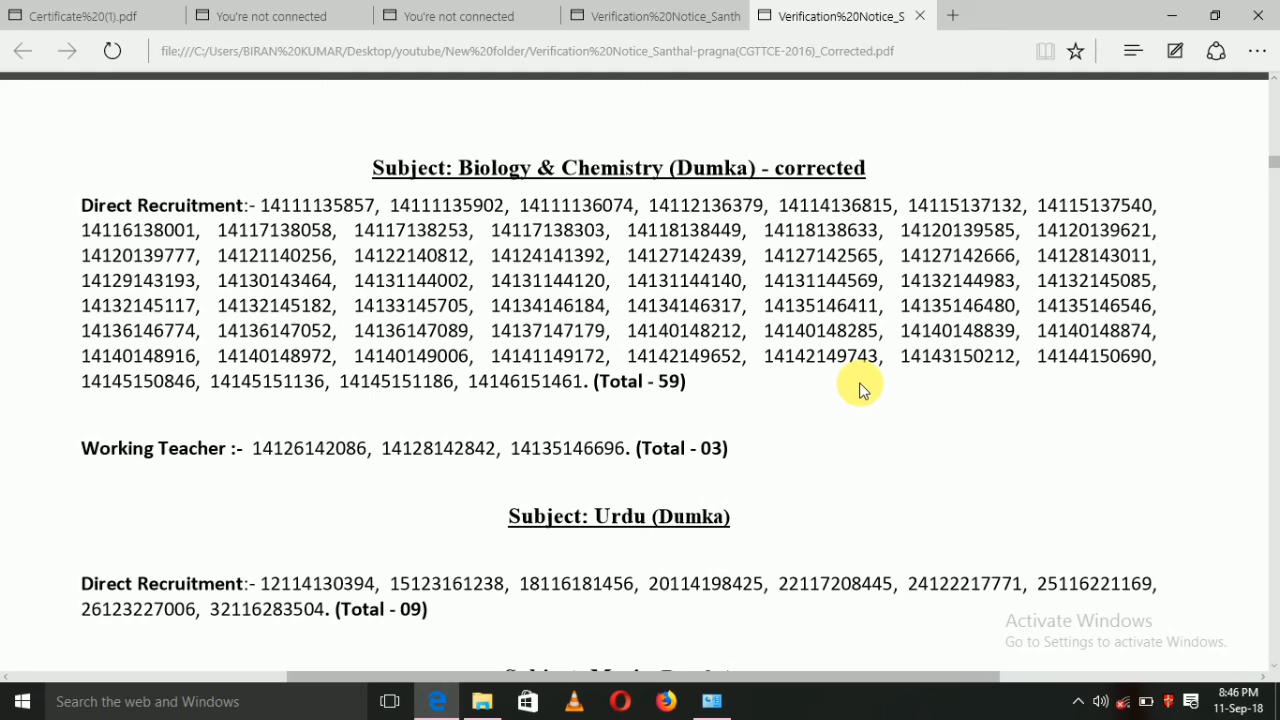 Certificate%20(1).pdf
You're not connected
You're not connected
Verification%20Notice_Santh
Verification%20Notice_S
file:///C:/Users/BIRAN%20KUMAR/Desktop/youtube/New%20folder/Verification%20Notice_Santhal-pragna(CGTTCE-2016)_Corrected.pdf
Subject: Biology & Chemistry (Dumka) - corrected
Direct Recruitment:- 14111135857, 14111135902, 14111136074, 14112136379, 14114136815, 14115137132, 14115137540,
14116138001, 14117138058, 14117138253, 14117138303, 14118138449, 14118138633, 14120139585, 14120139621,
14120139777, 14121140256, 14122140812, 14124141392, 14127142439, 14127142565, 14127142666, 14128143011,
14129143193, 14130143464, 14131144002, 14131144120, 14131144140, 14131144569, 14132144983, 14132145085,
14132145117, 14132145182, 14133145705, 14134146184, 14134146317, 14135146411, 14135146480, 14135146546,
14136146774, 14136147052, 14136147089, 14137147179, 14140148212, 14140148285, 14140148839, 14140148874,
14140148916, 14140148972, 14140149006, 14141149172, 14142149652, 14142149743, 14143150212, 14144150690,
14145150846, 14145151136, 14145151186, 14146151461. (Total - 59)
Working Teacher :- 14126142086, 14128142842, 14135146696. (Total - 03)
Subject: Urdu (Dumka)
Direct Recruitment:- 12114130394, 15123161238, 18116181456, 20114198425, 22117208445, 24122217771, 25116221169,
26123227006, 32116283504. (Total - 09)
Activate Windows
Go to Settings to activate Windows.
Search the web and Windows
8:46 PM
11-Sep-18